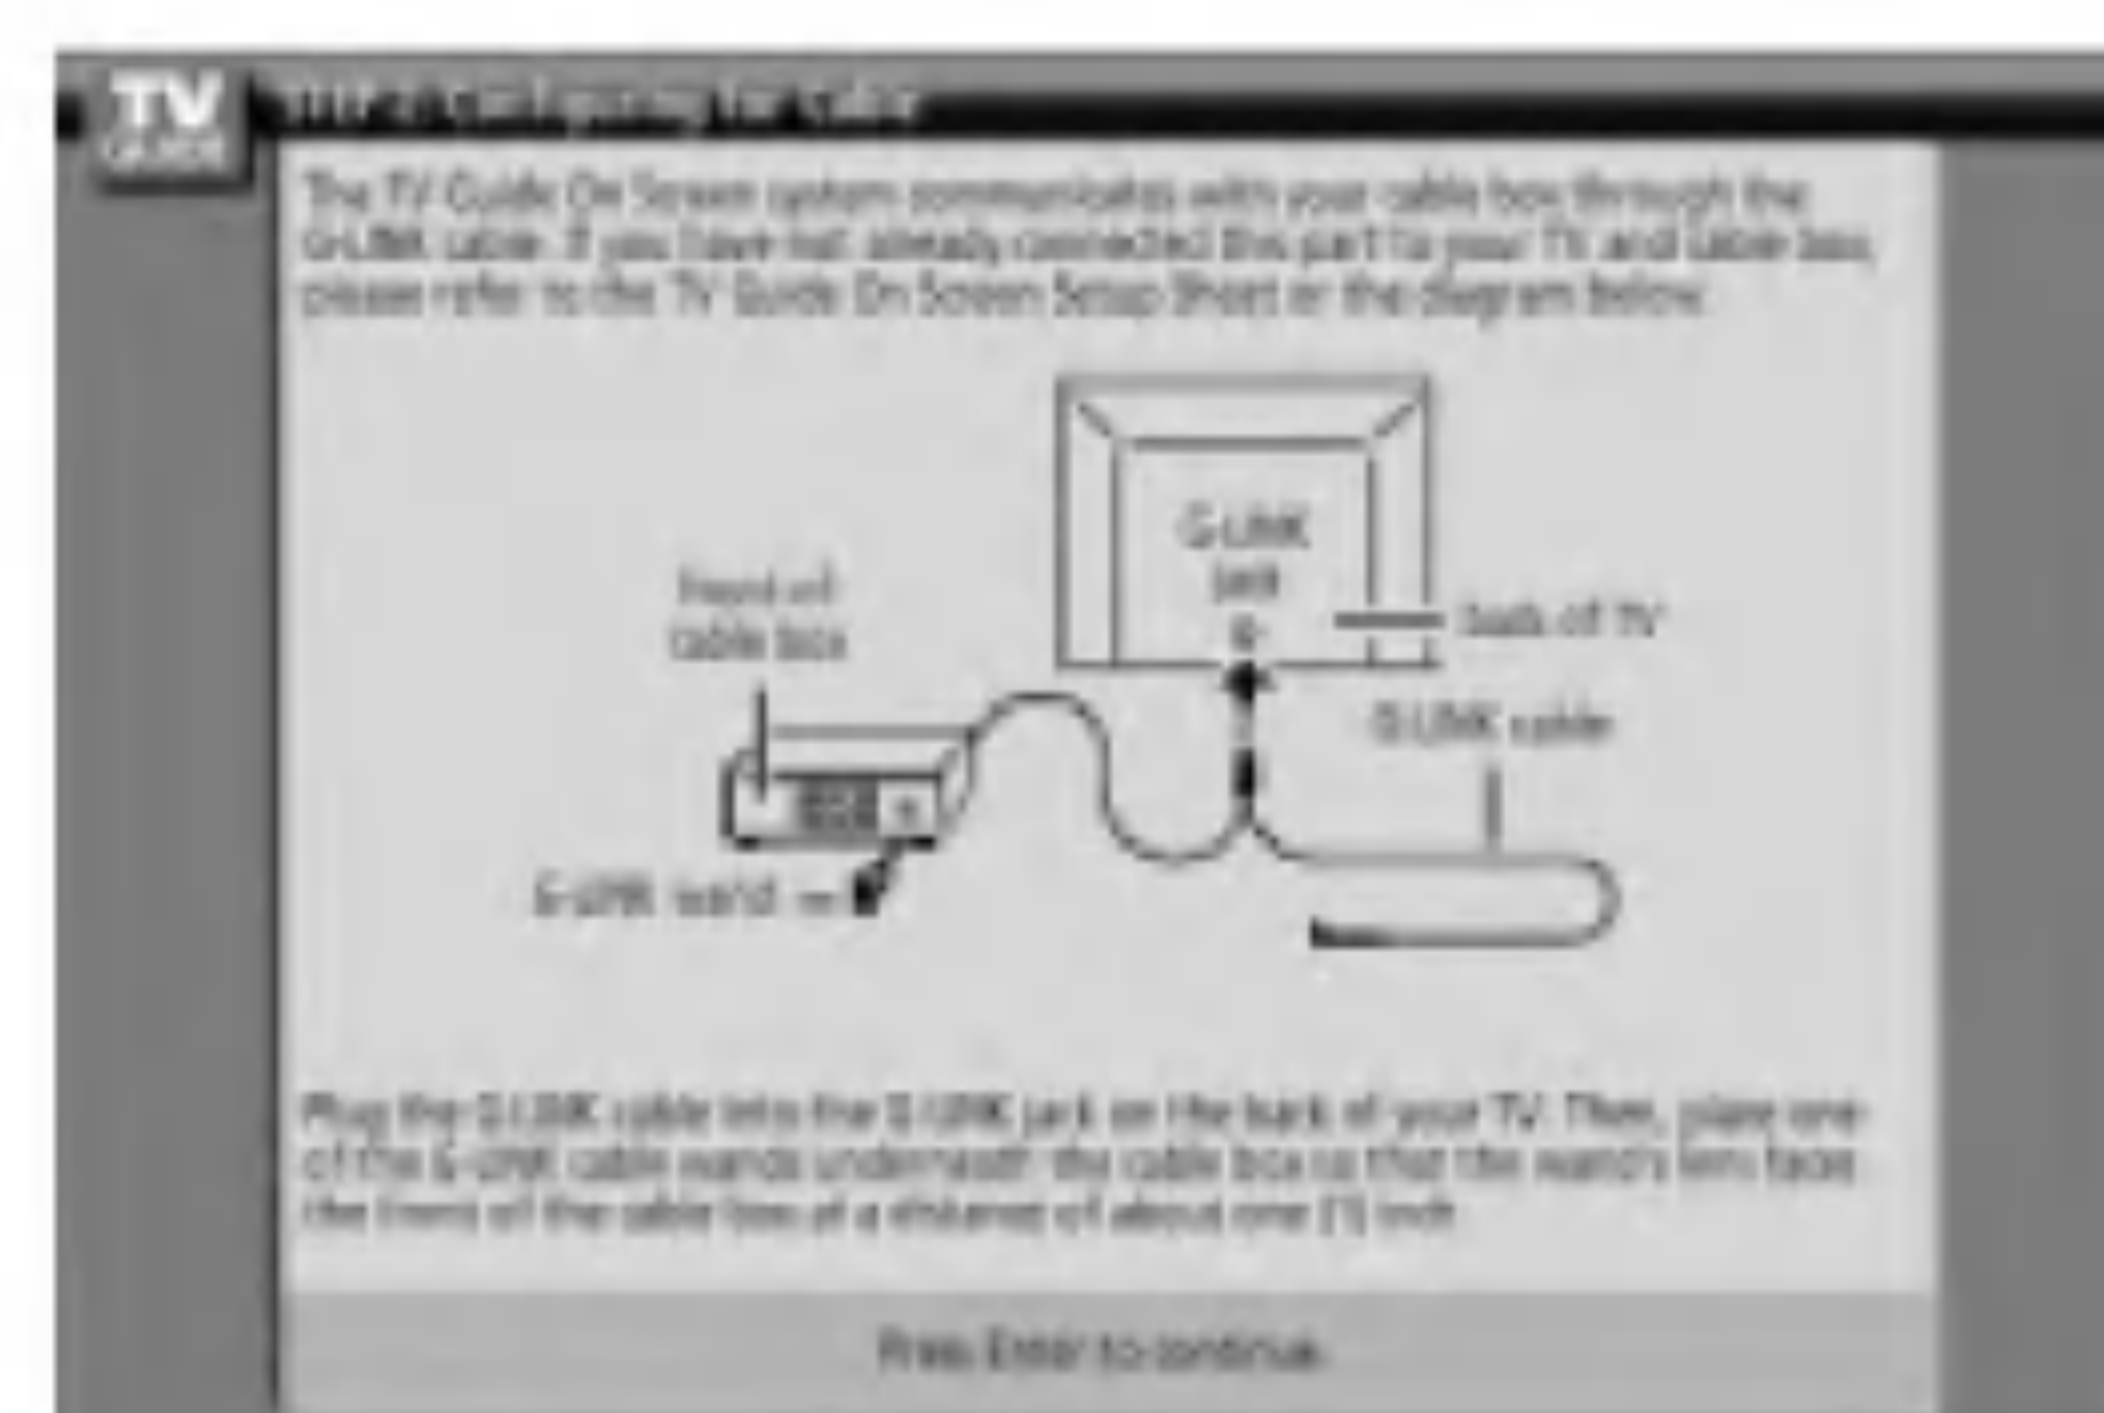 TV
GUIDE
The TV Guide On Screen system communicates with your cable box through the
G-LINK cable. If you have not already connected this part to your TV and cable box,
please refer to the TV Guide On Screen Setup Sheet or the diagram below.
G-LINK
jack
front of
cable box
back of TV
G-LINK cable
G-LINK wand
Plug the G-LINK cable into the G-LINK jack on the back of your TV. Then, place one
of the G-LINK cable wands underneath the cable box so that the wand's lens faces
the front of the cable box at a distance of about one (1) inch.
Press Enter to continue.